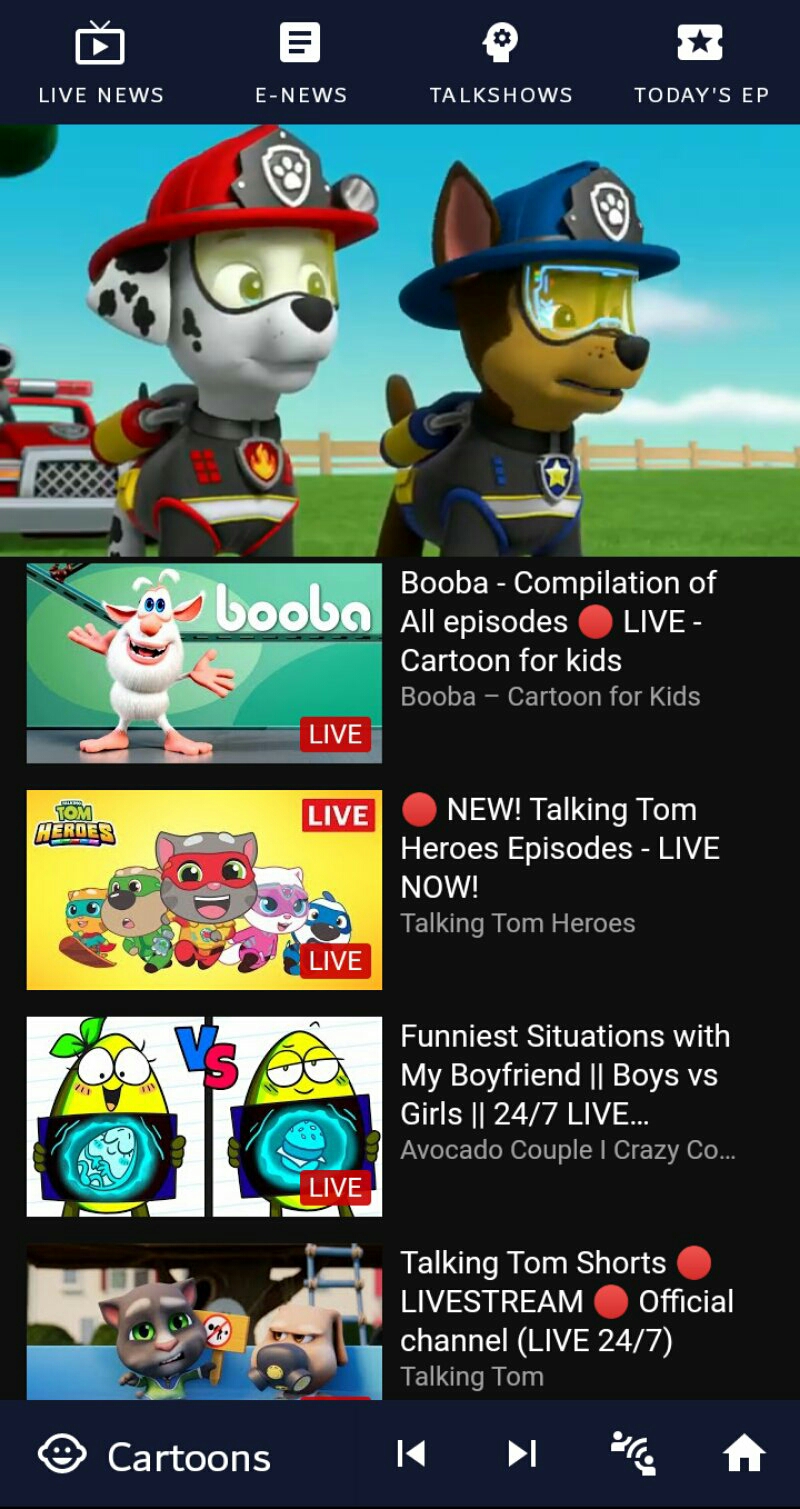 LIVE NEWS
E-NEWS
TALKSHOWS
TODAY'S EP
booba
LIVE
Booba - Compilation of
All episodes 🔴 LIVE -
Cartoon for kids
Booba – Cartoon for Kids
TALKING
TOM
HEROES
LIVE
LIVE
🔴 NEW! Talking Tom
Heroes Episodes - LIVE
NOW!
Talking Tom Heroes
VS
LIVE
Funniest Situations with
My Boyfriend || Boys vs
Girls || 24/7 LIVE…
Avocado Couple I Crazy Co…
Talking Tom Shorts 🔴
LIVESTREAM 🔴 Official
channel (LIVE 24/7)
Talking Tom
Cartoons